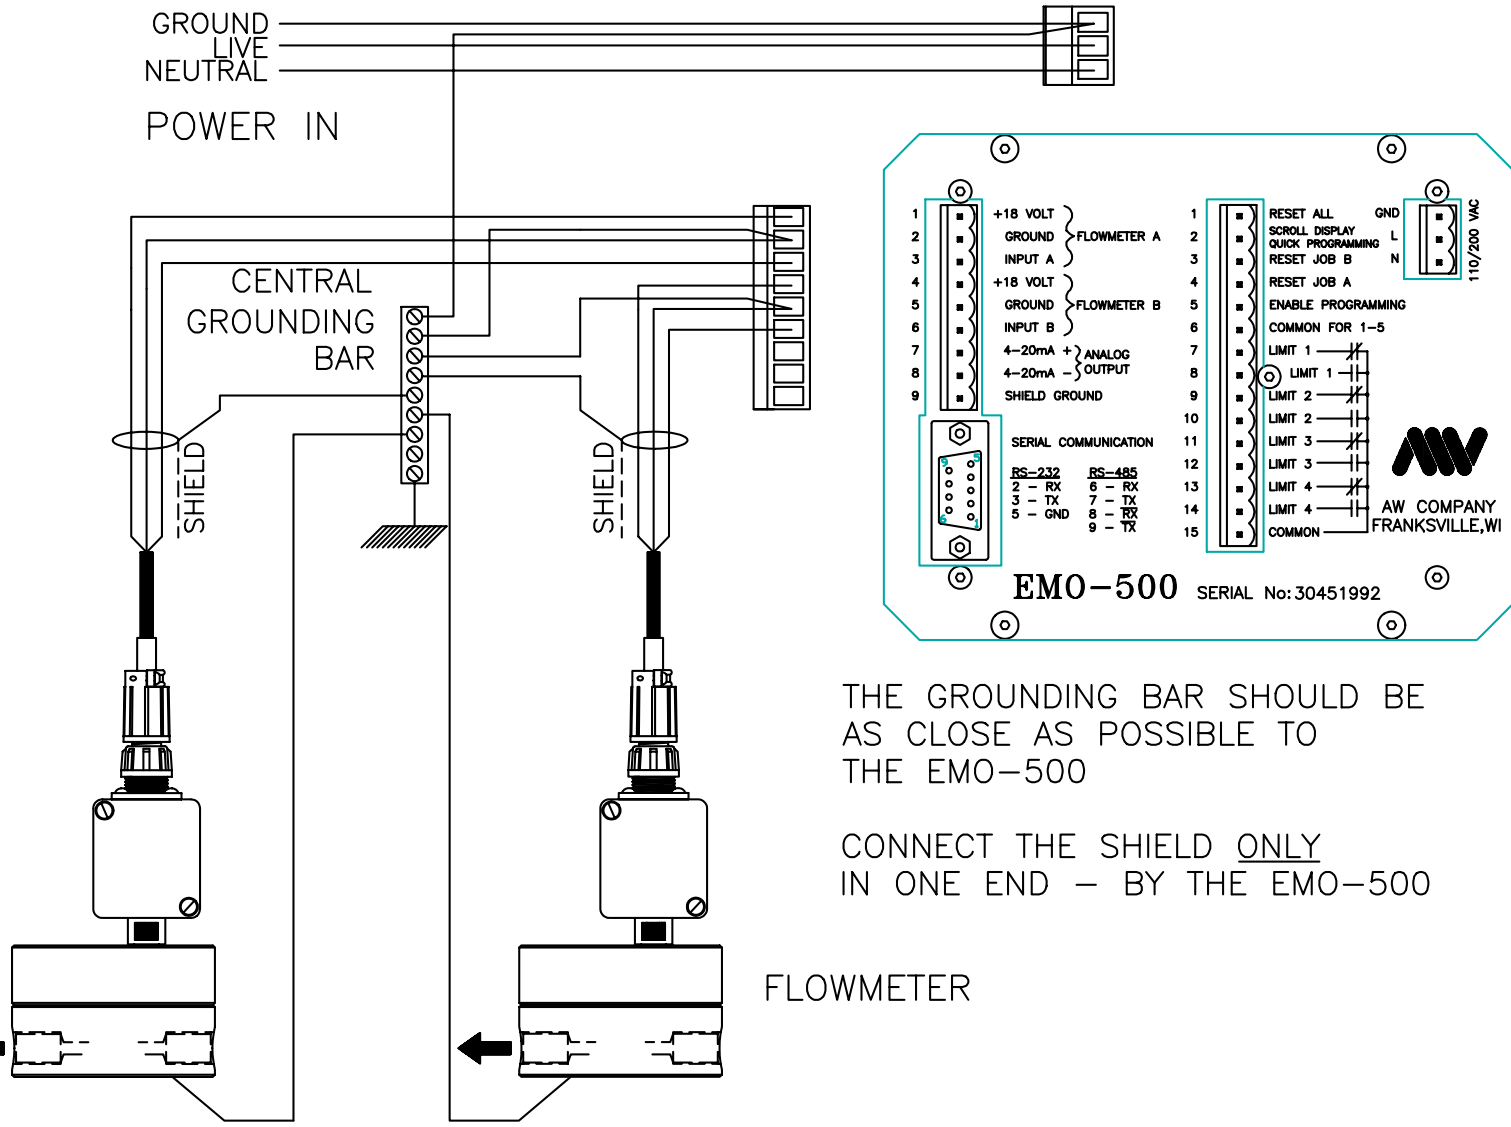 GROUND
LIVE
NEUTRAL
POWER IN
CENTRAL
GROUNDING
BAR
SHIELD
SHIELD
FLOWMETER
1 +18 VOLT
2 GROUND FLOWMETER A
3 INPUT A
4 +18 VOLT
5 GROUND FLOWMETER B
6 INPUT B
7 4-20mA + ANALOG
8 4-20mA - OUTPUT
9 SHIELD GROUND
SERIAL COMMUNICATION
RS-232 RS-485
2 - RX 6 - RX
3 - TX 7 - TX
5 - GND 8 - R̅X̅
9 - T̅X̅
9 5
6 1
1 RESET ALL
2 SCROLL DISPLAY
QUICK PROGRAMMING
3 RESET JOB B
4 RESET JOB A
5 ENABLE PROGRAMMING
6 COMMON FOR 1-5
7 LIMIT 1
8 LIMIT 1
9 LIMIT 2
10 LIMIT 2
11 LIMIT 3
12 LIMIT 3
13 LIMIT 4
14 LIMIT 4
15 COMMON
GND
L
N
110/200 VAC
AW COMPANY
FRANKSVILLE,WI
EMO-500 SERIAL No:30451992
THE GROUNDING BAR SHOULD BE
AS CLOSE AS POSSIBLE TO
THE EMO-500
CONNECT THE SHIELD ONLY
IN ONE END - BY THE EMO-500